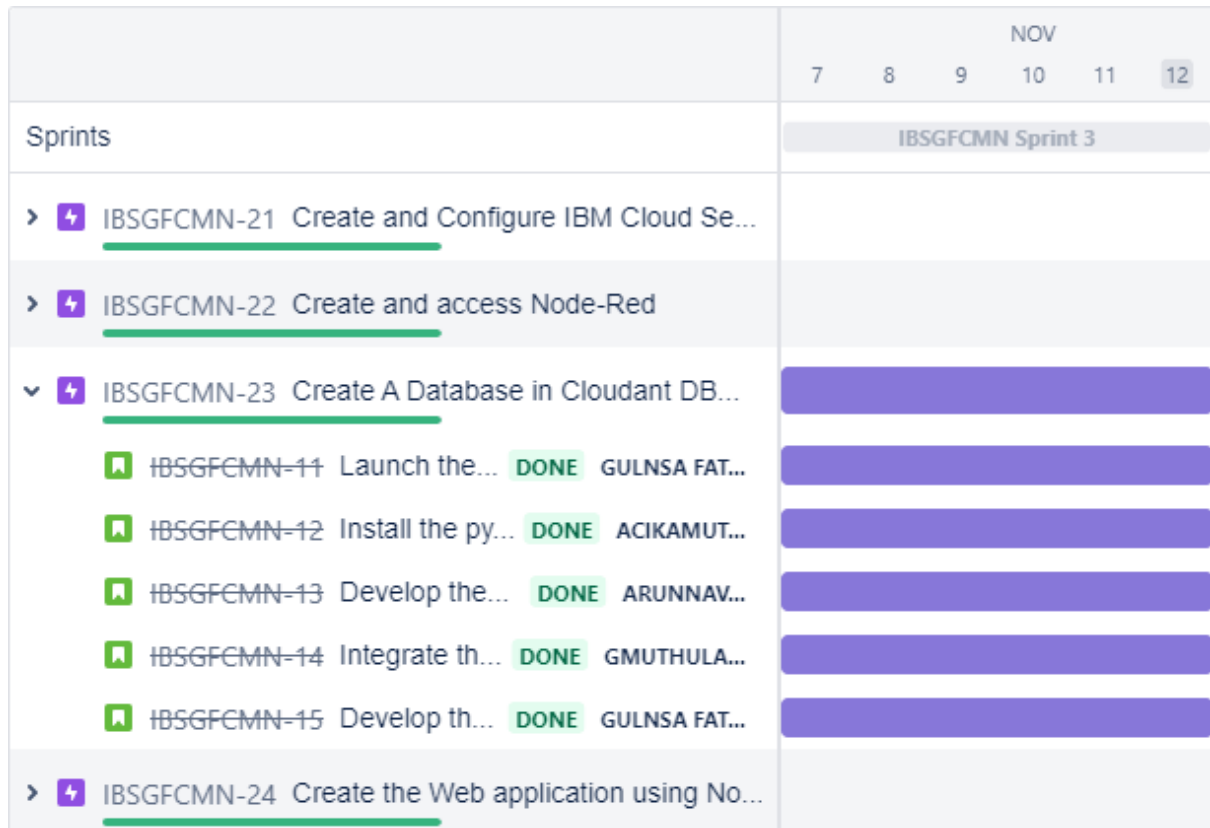 NOV
7 8 9 10 11 12
Sprints IBSGFCMN Sprint 3
IBSGFCMN-21 Create and Configure IBM Cloud Se...
IBSGFCMN-22 Create and access Node-Red
IBSGFCMN-23 Create A Database in Cloudant DB...
IBSGFCMN-11 Launch the... DONE GULNSA FAT...
IBSGFCMN-12 Install the py... DONE ACIKAMUT...
IBSGFCMN-13 Develop the... DONE ARUNNAV...
IBSGFCMN-14 Integrate th... DONE GMUTHULA...
IBSGFCMN-15 Develop th... DONE GULNSA FAT...
IBSGFCMN-24 Create the Web application using No...